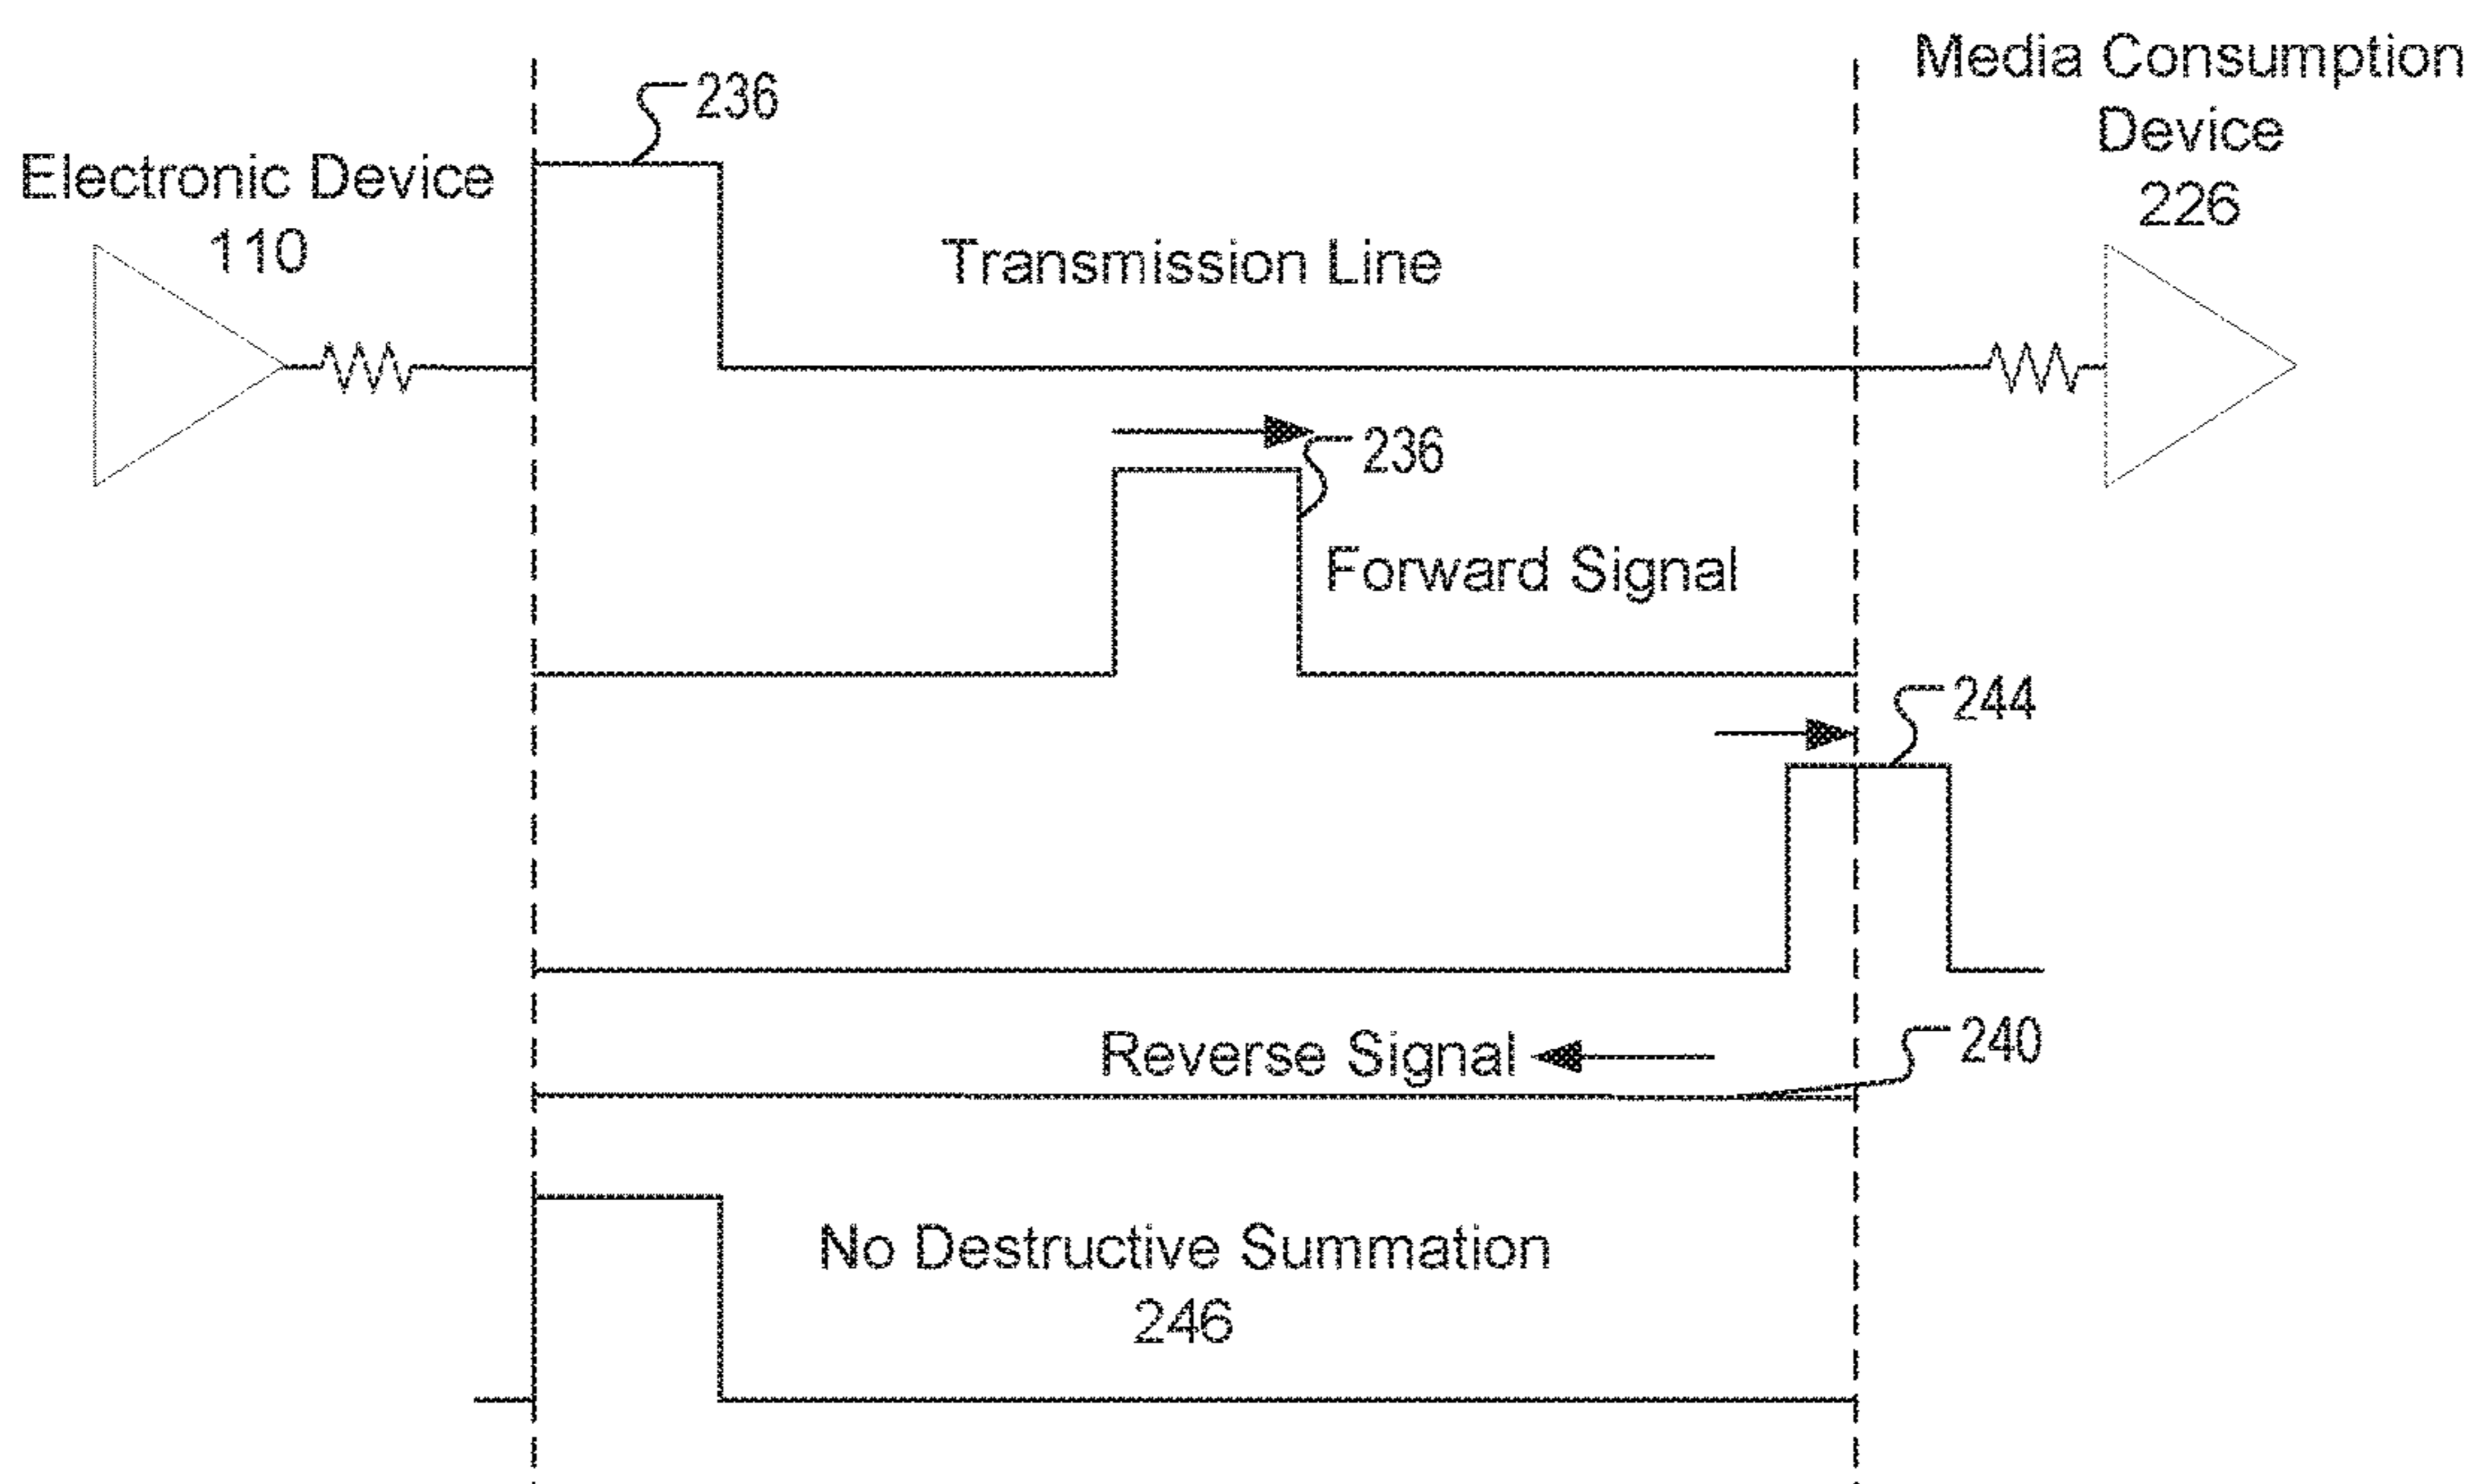 Electronic Device
110
236
Transmission Line
Media Consumption
Device
226
236
Forward Signal
244
Reverse Signal
240
No Destructive Summation
246